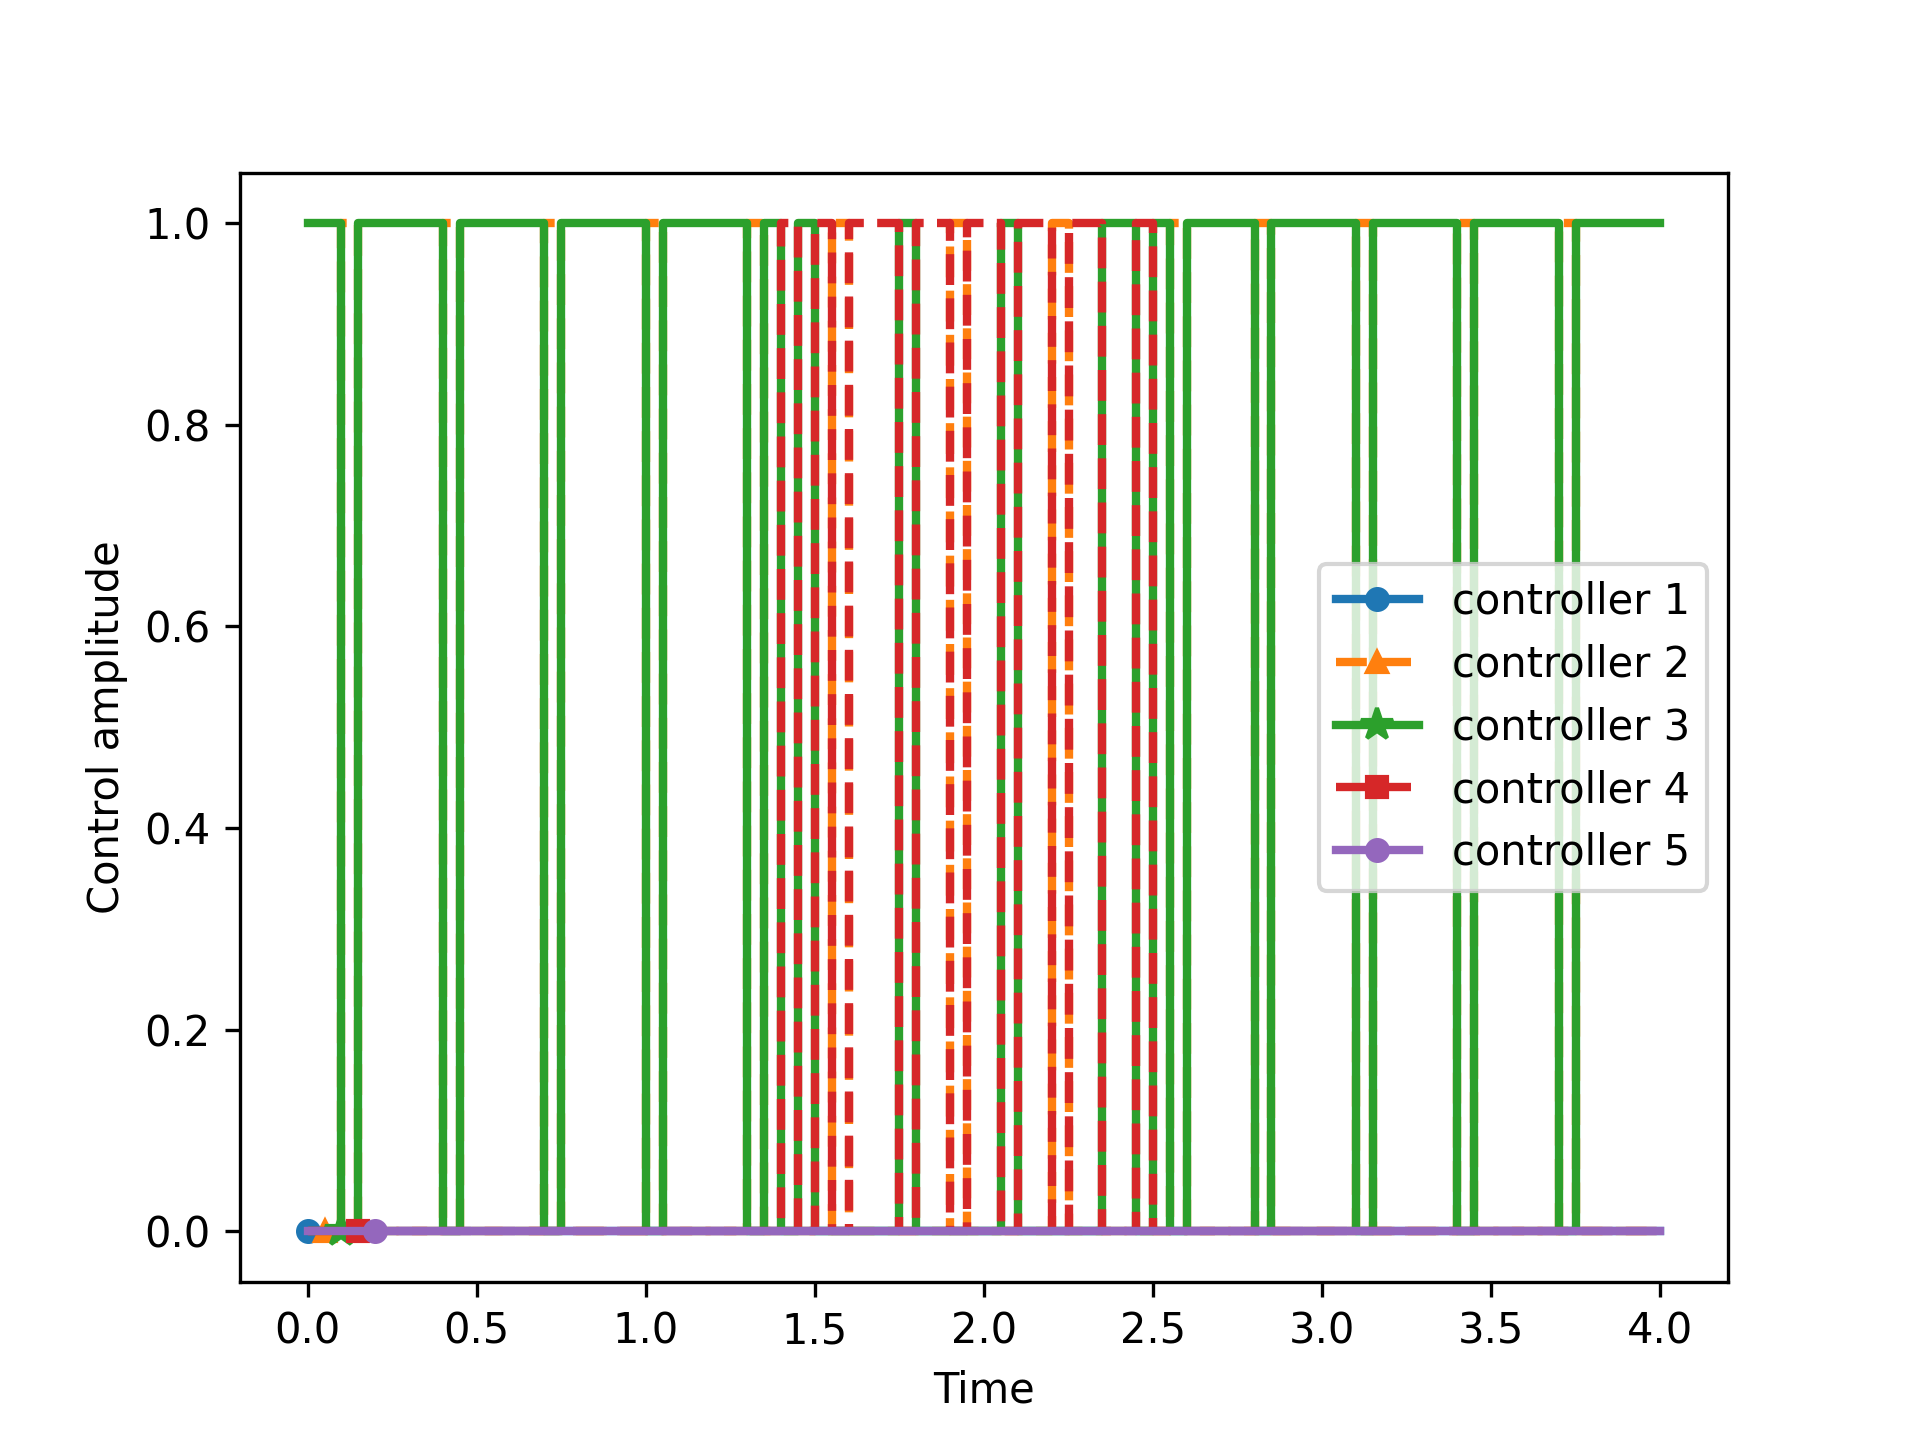 1.0
0.8
0.6
0.4
0.2
0.0
Control amplitude
controller 1
controller 2
controller 3
controller 4
controller 5
0.0 0.5 1.0 1.5 2.0 2.5 3.0 3.5 4.0
Time